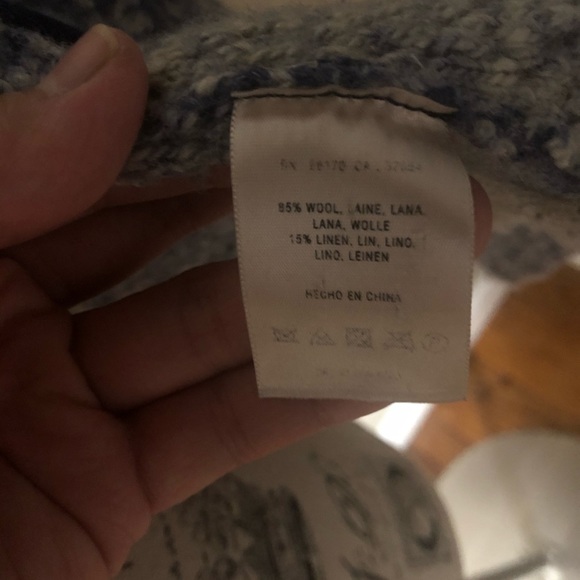 85% WOOL, LAINE, LANA,
LANA, WOLLE
15% LINEN, LIN, LINO,
LINO, LEINEN
HECHO EN CHINA